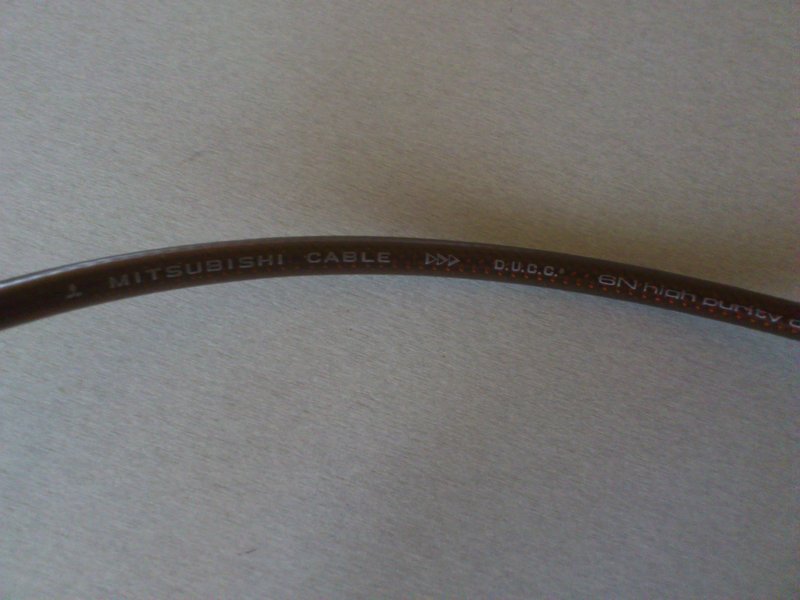 MITSUBISHI CABLE ▷▷▷ D.U.C.C.® 6N high purity